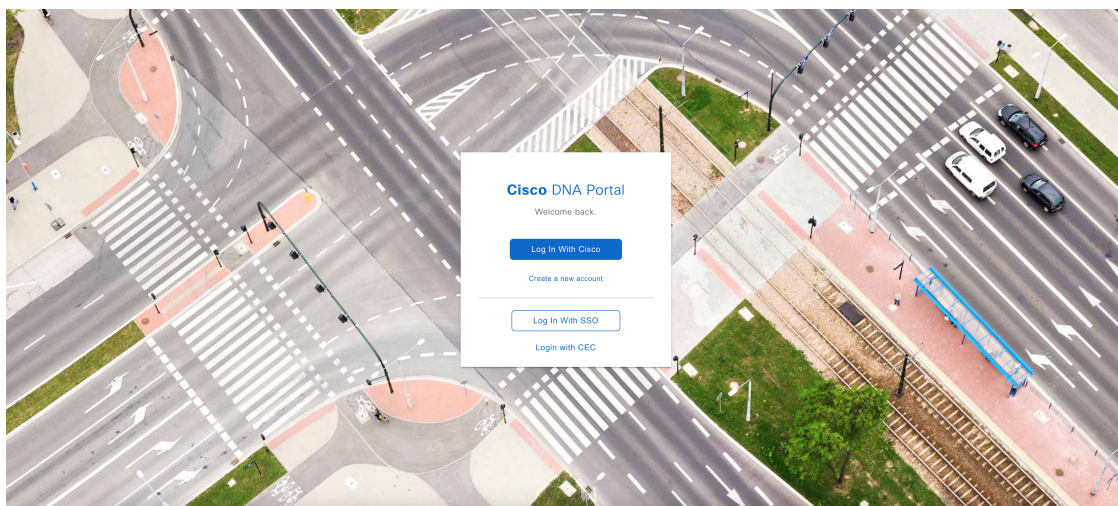 Cisco DNA Portal
Welcome back.
Log In With Cisco
Create a new account
Log In With SSO
Login with CEC